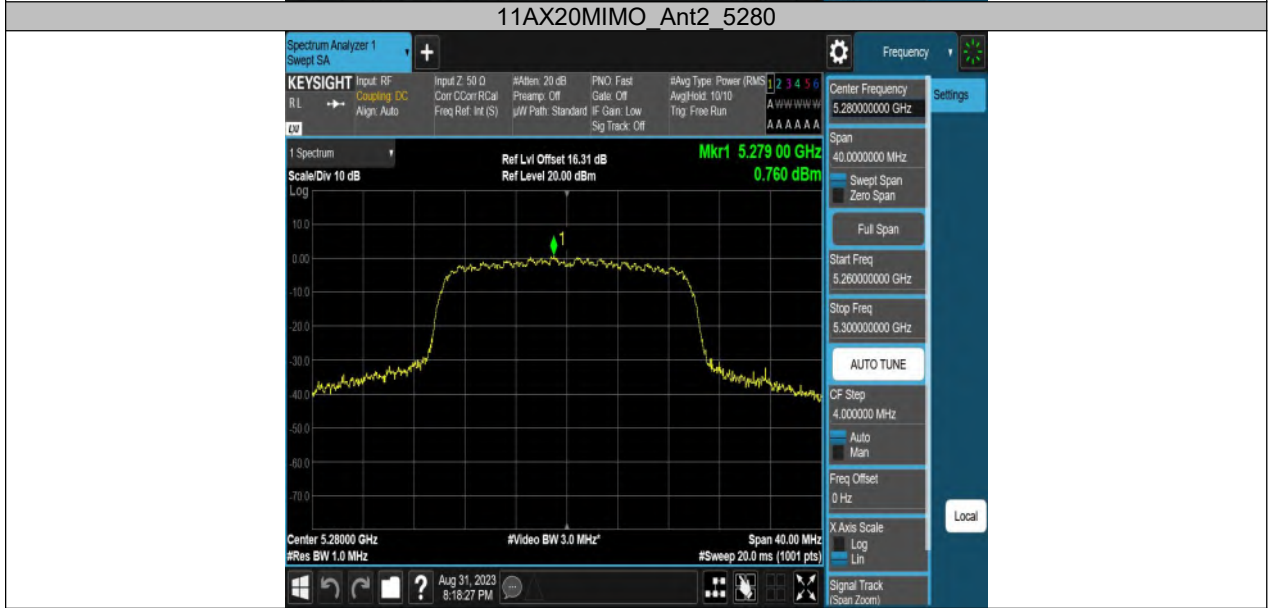 11AX20MIMO_Ant2_5280
Spectrum Analyzer 1
Swept SA
+
Frequency
KEYSIGHT
RL
LXI
Input: RF
Coupling: DC
Align: Auto
Input Z: 50 Ω
Corr CCorr RCal
Freq Ref: Int (S)
#Atten: 20 dB
Preamp: Off
µW Path: Standard
PNO: Fast
Gate: Off
IF Gain: Low
Sig Track: Off
#Avg Type: Power (RMS
Avg|Hold: 10/10
Trig: Free Run
1 2 3 4 5 6
A W W W W W
A A A A A A
1 Spectrum
Scale/Div 10 dB
Ref Lvl Offset 16.31 dB
Ref Level 20.00 dBm
Mkr1 5.279 00 GHz
0.760 dBm
Log
10.0
0.00
-10.0
-20.0
-30.0
-40.0
-50.0
-60.0
-70.0
1
Center 5.28000 GHz
#Res BW 1.0 MHz
#Video BW 3.0 MHz*
Span 40.00 MHz
#Sweep 20.0 ms (1001 pts)
Center Frequency
5.280000000 GHz
Settings
Span
40.0000000 MHz
Swept Span
Zero Span
Full Span
Start Freq
5.260000000 GHz
Stop Freq
5.300000000 GHz
AUTO TUNE
CF Step
4.000000 MHz
Auto
Man
Freq Offset
0 Hz
X Axis Scale
Log
Lin
Local
Signal Track
(Span Zoom)
?
Aug 31, 2023
8:18:27 PM